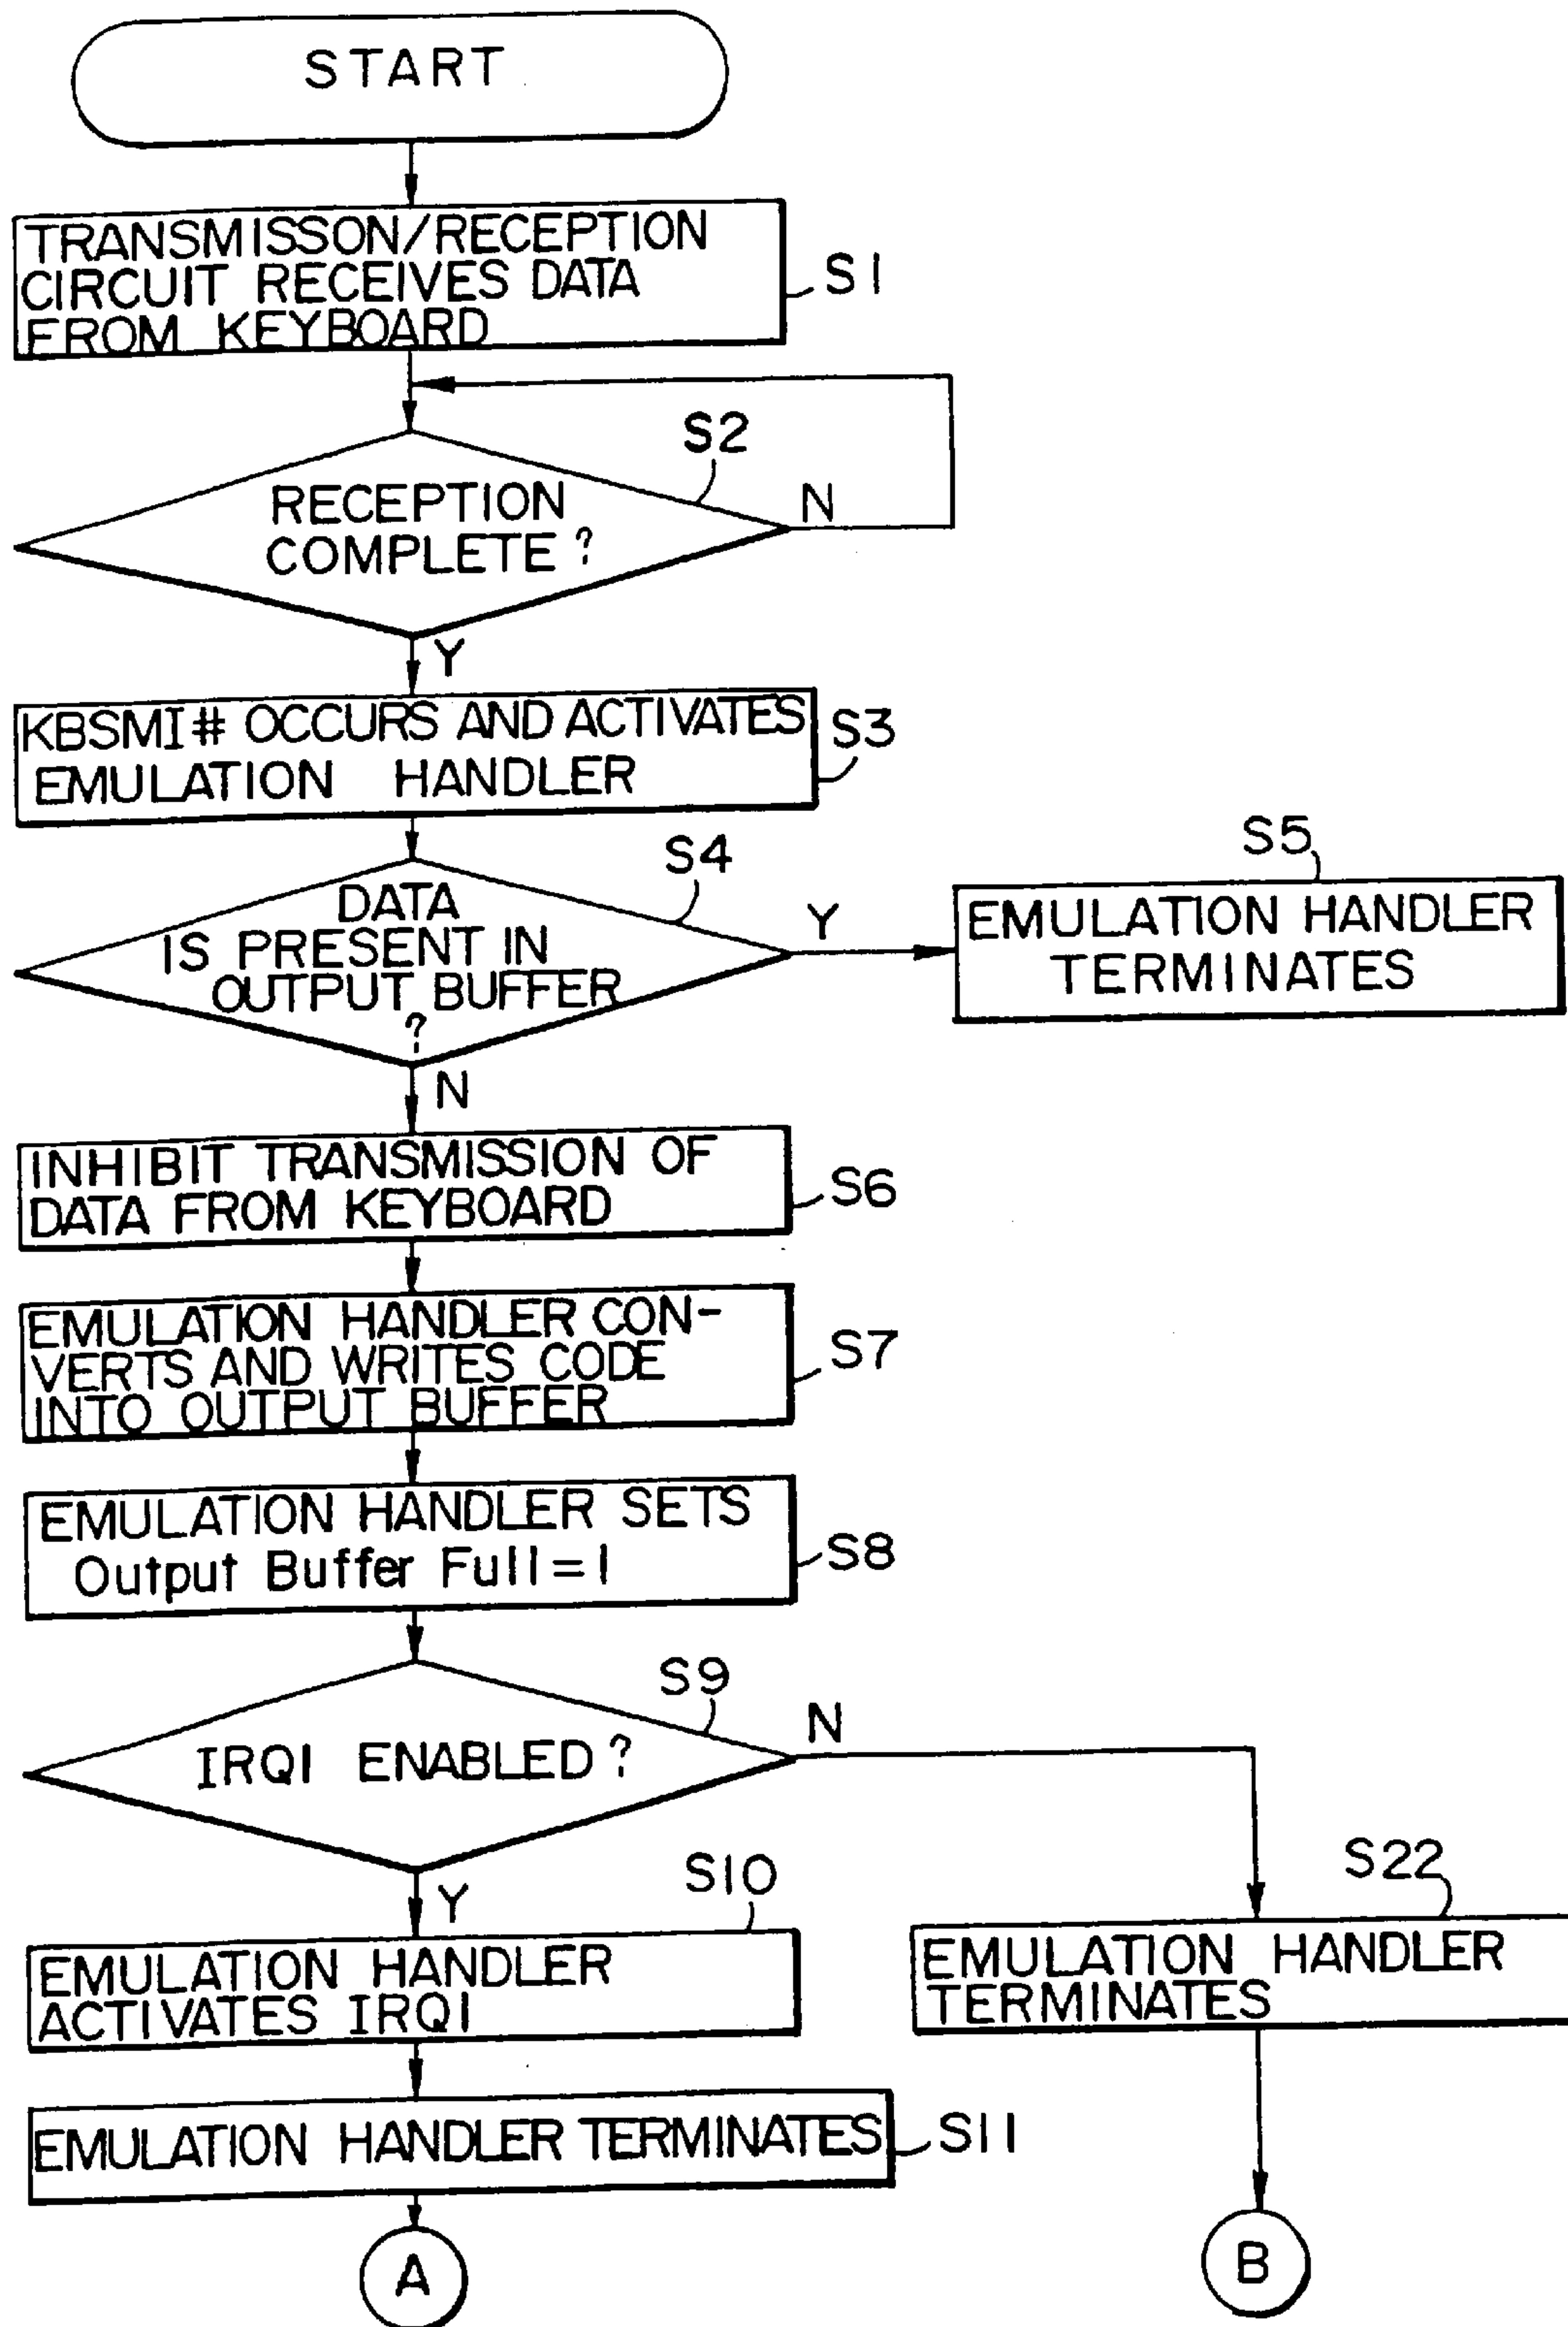 START
TRANSMISSON/RECEPTION
CIRCUIT RECEIVES DATA
FROM KEYBOARD
S1
S2
RECEPTION
COMPLETE?
N
Y
KBSMI# OCCURS AND ACTIVATES
EMULATION HANDLER
S3
S4
DATA
IS PRESENT IN
OUTPUT BUFFER
?
Y
S5
EMULATION HANDLER
TERMINATES
N
INHIBIT TRANSMISSION OF
DATA FROM KEYBOARD
S6
EMULATION HANDLER CON-
VERTS AND WRITES CODE
INTO OUTPUT BUFFER
S7
EMULATION HANDLER SETS
Output Buffer Full=1
S8
S9
IRQ1 ENABLED?
N
Y
S10
EMULATION HANDLER
ACTIVATES IRQ1
S22
EMULATION HANDLER
TERMINATES
EMULATION HANDLER TERMINATES
S11
A
B